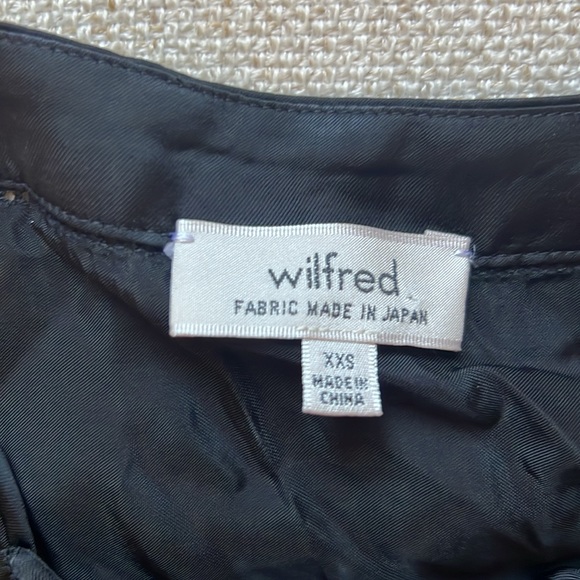 wilfred
FABRIC MADE IN JAPAN
XXS
MADE IN
CHINA